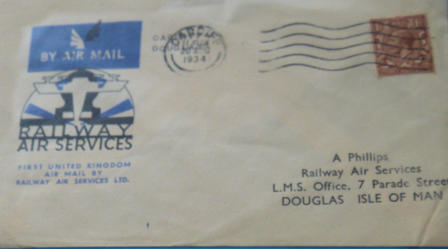 BY AIR MAIL
1934
RAILWAY
AIR SERVICES
FIRST UNITED KINGDOM
AIR MAIL BY
RAILWAY AIR SERVICES LTD.
A Phillips
Railway Air Services
L.M.S. Office, 7 Parade Street
DOUGLAS ISLE OF MAN